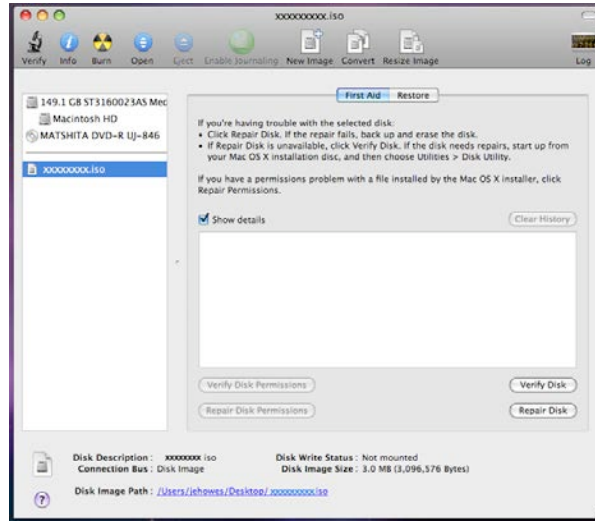 xxxxxxxxx.iso
Verify Info Burn Open Eject Enable Journaling New Image Convert Resize Image Log
149.1 GB ST3160023AS Med
Macintosh HD
MATSHITA DVD-R UJ-846
xxxxxxxxx.iso
First Aid Restore
If you're having trouble with the selected disk:
• Click Repair Disk. If the repair fails, back up and erase the disk.
• If Repair Disk is unavailable, click Verify Disk. If the disk needs repairs, start up from
your Mac OS X installation disc, and then choose Utilities > Disk Utility.
If you have a permissions problem with a file installed by the Mac OS X installer, click
Repair Permissions.
Show details
Clear History
Verify Disk Permissions
Verify Disk
Repair Disk Permissions
Repair Disk
Disk Description : xxxxxxxx iso
Disk Write Status : Not mounted
Connection Bus : Disk Image
Disk Image Size : 3.0 MB (3,096,576 Bytes)
Disk Image Path : /Users/jehowes/Desktop/ xxxxxxxxx.iso